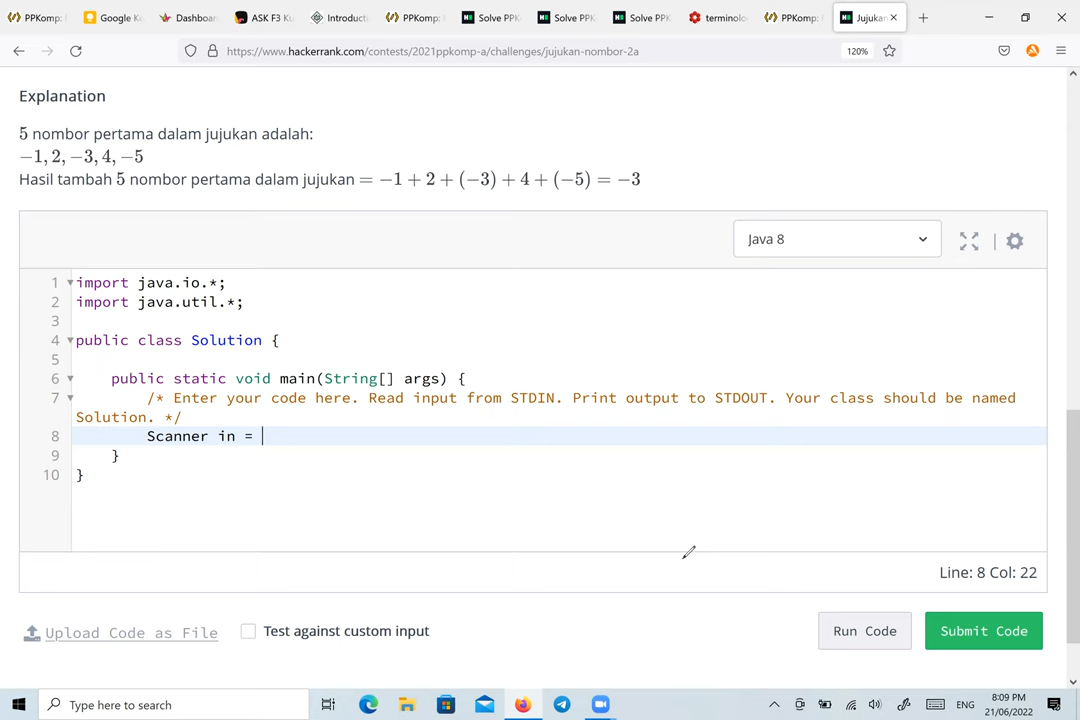 PPKomp:
Google K
Dashboar
ASK F3 Ku
Introducti
PPKomp:
Solve PPK
Solve PPK
Solve PPK
terminolo
PPKomp:
Jujukan
https://www.hackerrank.com/contests/2021ppkomp-a/challenges/jujukan-nombor-2a
120%
Explanation
5 nombor pertama dalam jujukan adalah:
−1, 2, −3, 4, −5
Hasil tambah 5 nombor pertama dalam jujukan = −1 + 2 + (−3) + 4 + (−5) = −3
Java 8
1 import java.io.*;
2 import java.util.*;
3
4 public class Solution {
5
6 public static void main(String[] args) {
7 /* Enter your code here. Read input from STDIN. Print output to STDOUT. Your class should be named
Solution. */
8 Scanner in =
9 }
10 }
Line: 8 Col: 22
Upload Code as File
Test against custom input
Run Code
Submit Code
Type here to search
ENG
8:09 PM
21/06/2022